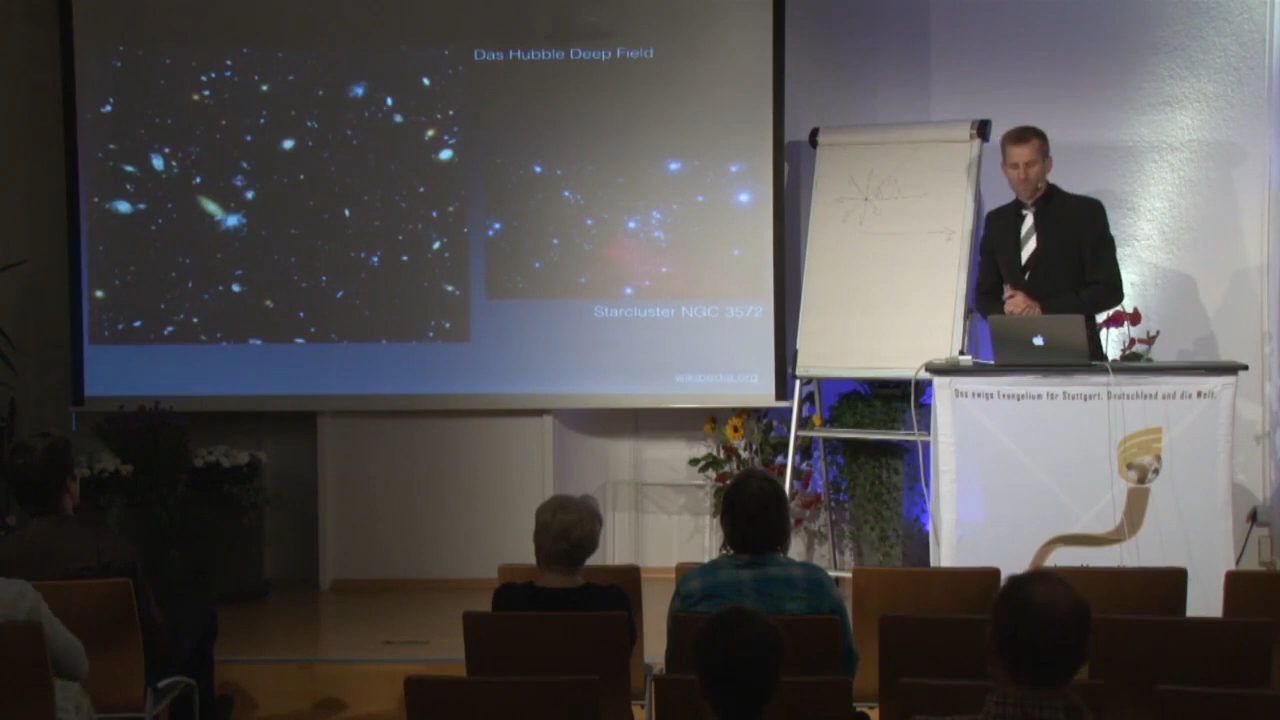 Das Hubble Deep Field
Starcluster NGC 3572
wikipedia.org
Das ewige Evangelium für Stuttgart, Deutschland und die Welt.